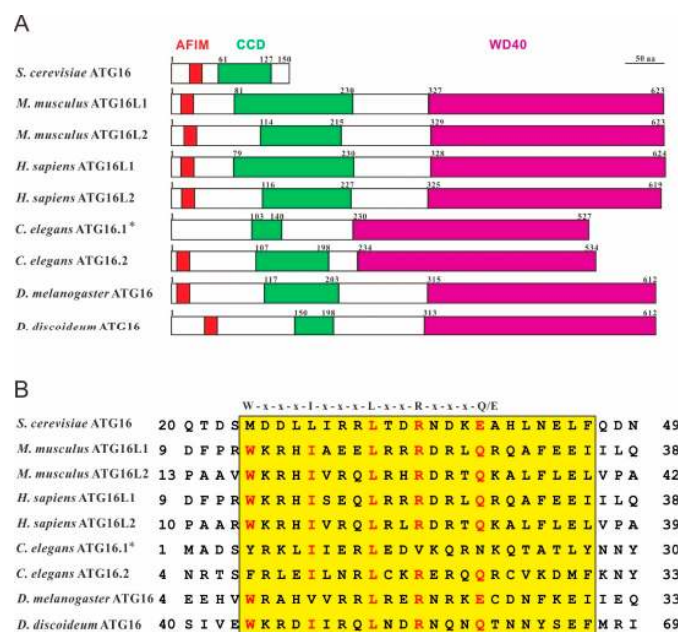 A
AFIM CCD WD40
50 aa
S. cerevisiae ATG16 1 61 127 150
M. musculus ATG16L1 1 81 230 327 623
M. musculus ATG16L2 1 114 215 329 623
H. sapiens ATG16L1 1 79 230 328 624
H. sapiens ATG16L2 1 116 227 325 619
C. elegans ATG16.1* 1 103 140 230 527
C. elegans ATG16.2 1 107 198 234 534
D. melanogaster ATG16 1 117 203 315 612
D. discoideum ATG16 1 150 198 313 612
B
W-x-x-x-I-x-x-x-L-x-x-R-x-x-x-Q/E
S. cerevisiae ATG16 20 Q T D S M D D L L I R R L T D R N D K E A H L N E L F Q D N 49
M. musculus ATG16L1 9 D F P R W K R H I A E E L R R R D R L Q R Q A F E E I I L Q 38
M. musculus ATG16L2 13 P A A V W K R H I V R Q L R H R D R T Q K A L F L E L V P A 42
H. sapiens ATG16L1 9 D F P R W K R H I S E Q L R R R D R L Q R Q A F E E I I L Q 38
H. sapiens ATG16L2 10 P A A R W K R H I V R Q L R L R D R T Q K A L F L E L V P A 39
C. elegans ATG16.1* 1 M A D S Y R K L I I E R L E D V K Q R N K Q T A T L Y N N Y 30
C. elegans ATG16.2 4 N R T S F R L E I L N R L C K R E R Q Q R C V K D M F K N Y 33
D. melanogaster ATG16 4 E E H V W R A H V V R R L R E R N R K E C D N F K E I I E Q 33
D. discoideum ATG16 40 S I V E W K R D I I R Q L N D R N Q N Q T N N Y S E F M R I 69